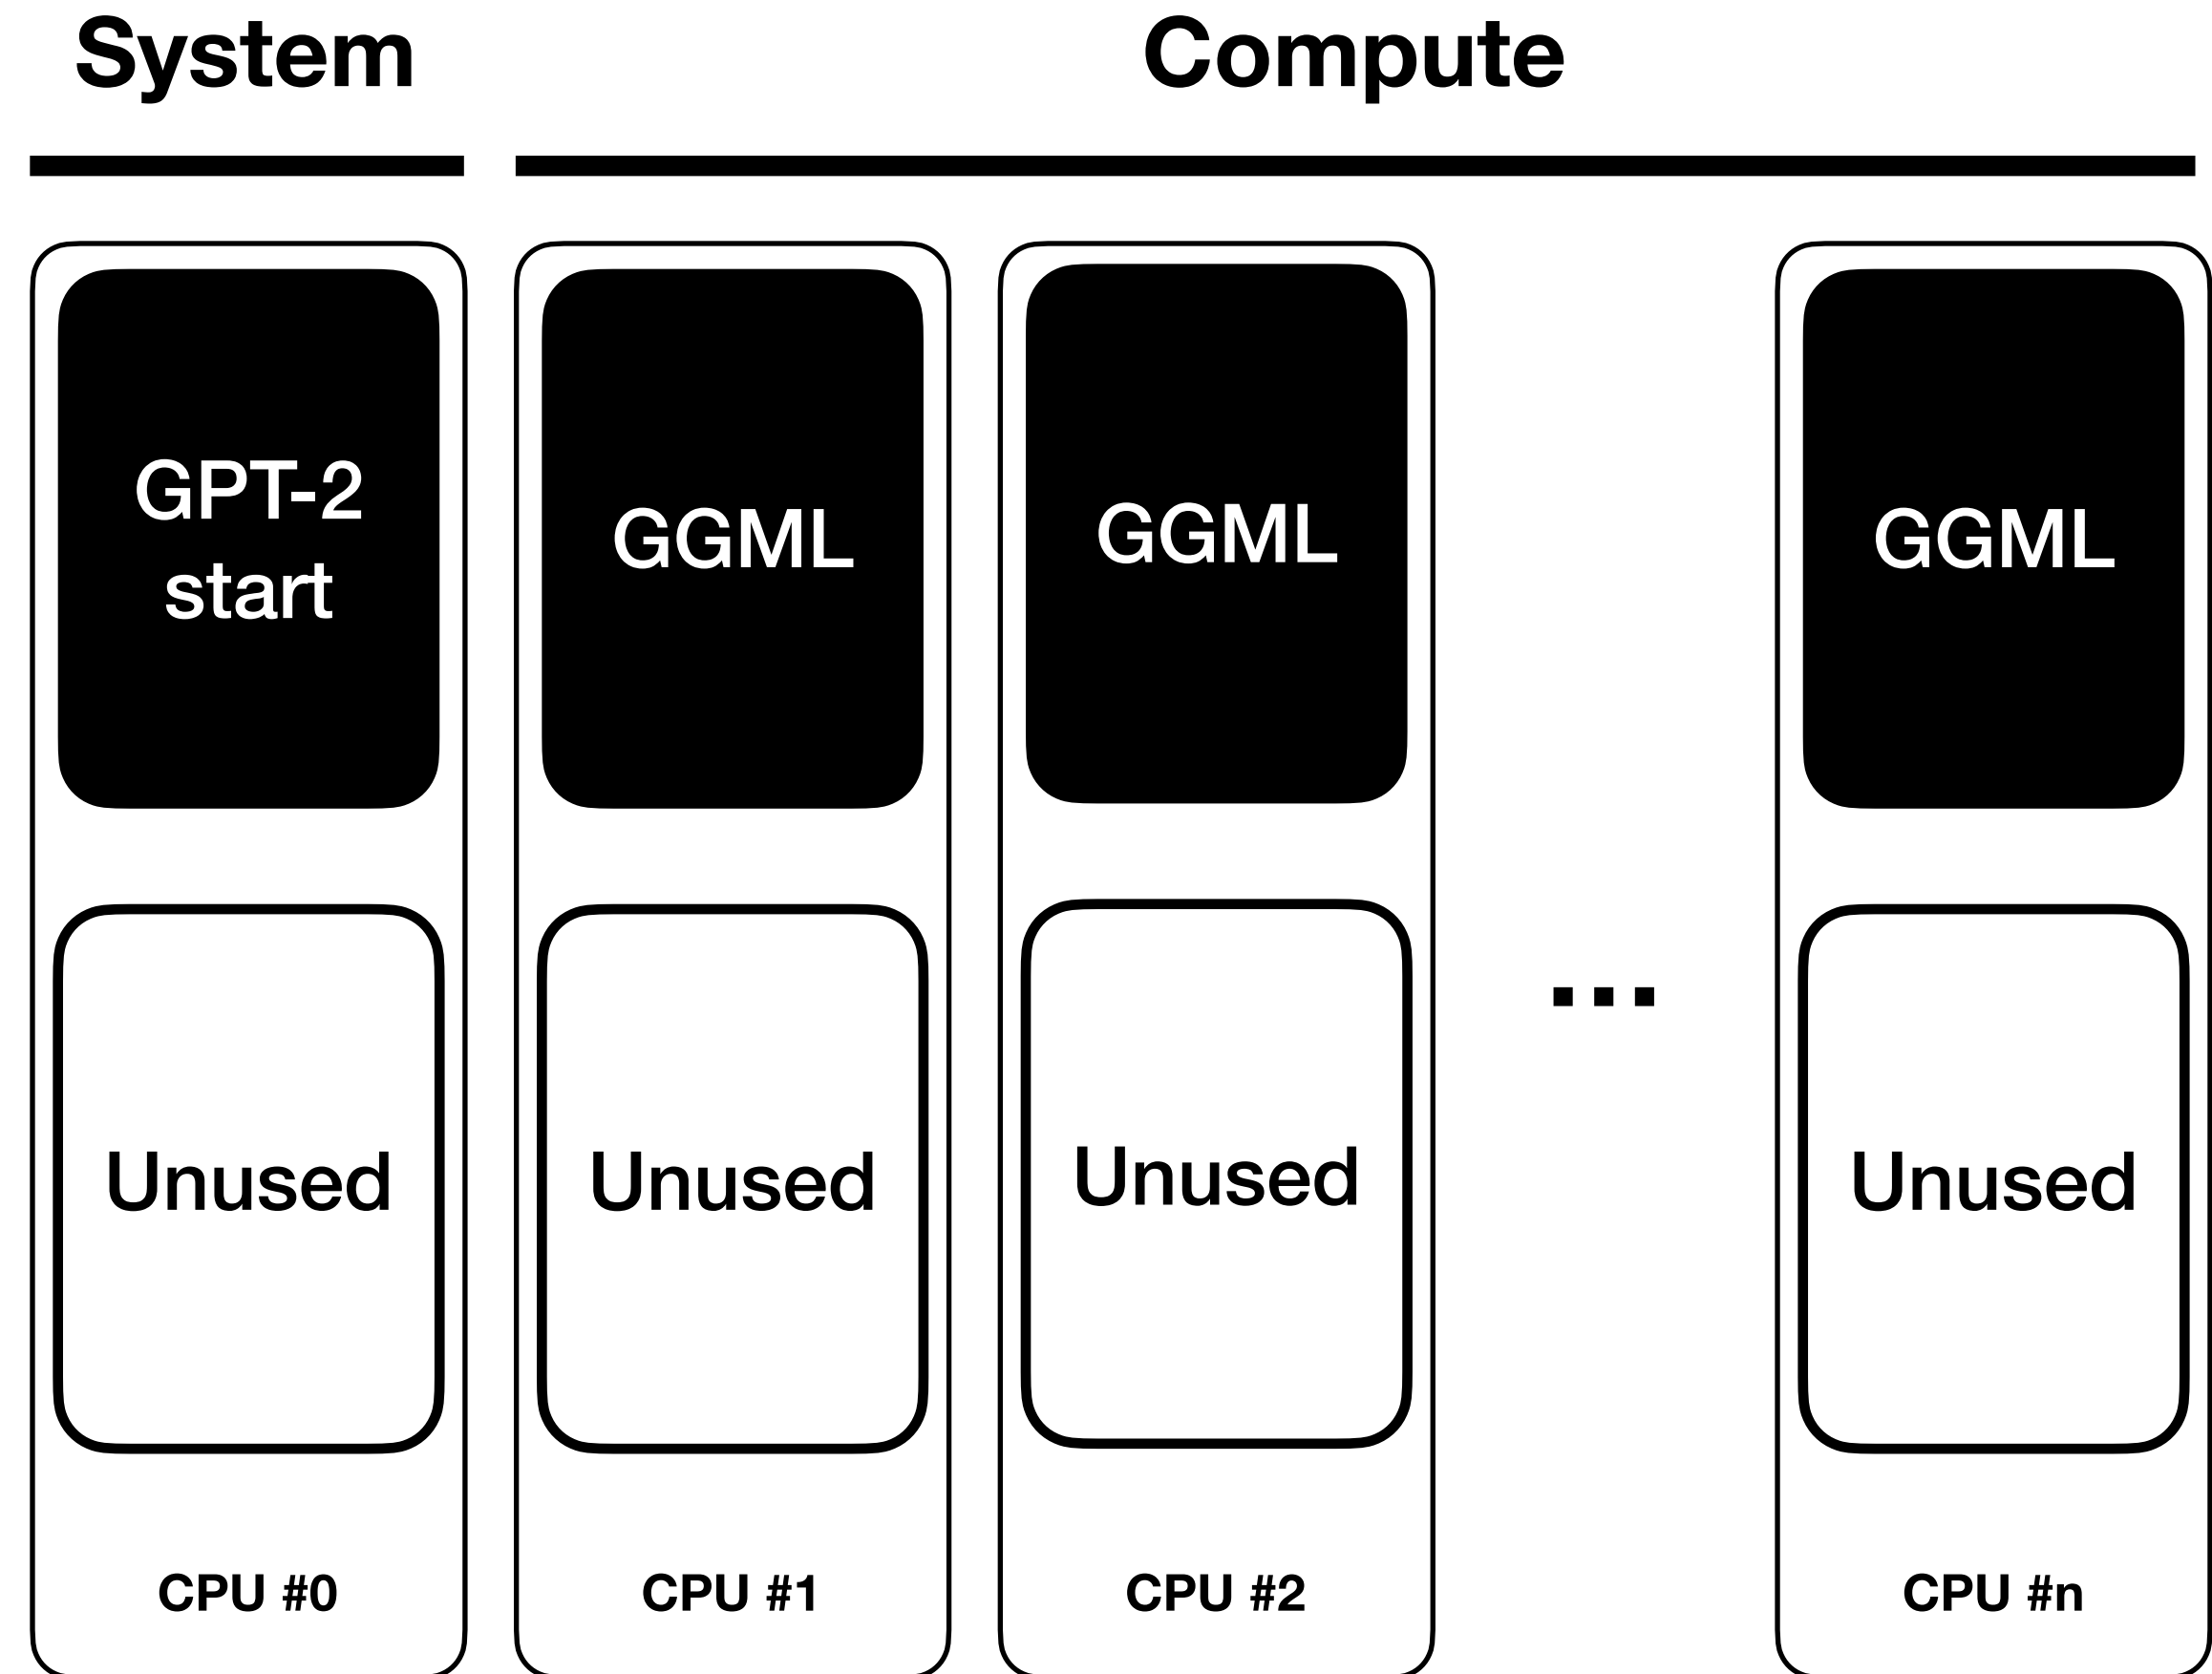 System
Compute
GPT-2
start
GGML
GGML
GGML
Unused
Unused
Unused
...
Unused
CPU #0
CPU #1
CPU #2
CPU #n